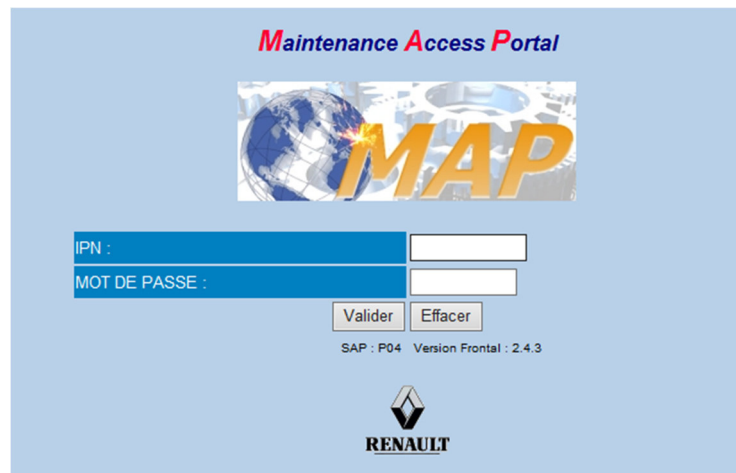 Maintenance Access Portal
MAP
IPN :
MOT DE PASSE :
Valider Effacer
SAP : P04 Version Frontal : 2.4.3
RENAULT